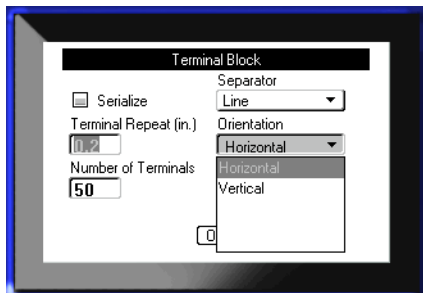 Terminal Block
Separator
Serialize
Line
Terminal Repeat (in.)
Orientation
0.2
Horizontal
Number of Terminals
Horizontal
50
Vertical